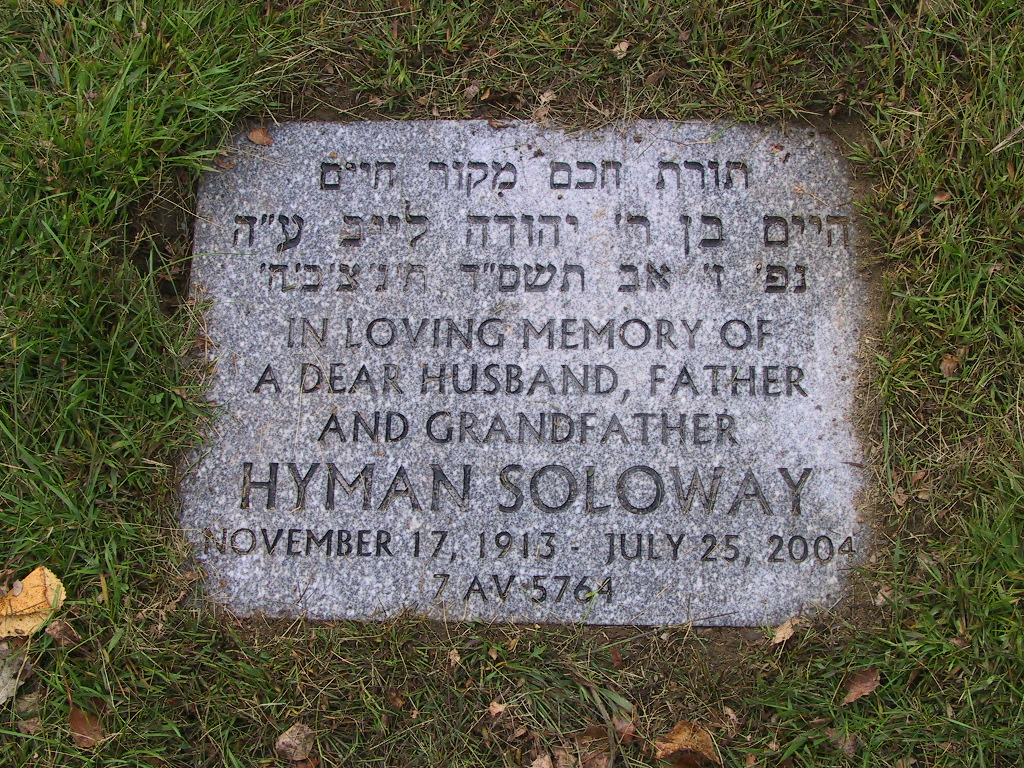 תורת חכם מקור חיים
חיים בן ר' יהודה לייב ע"ה
נפ' ז' אב תשס"ד ת'נ'צ'ב'ה'
IN LOVING MEMORY OF
A DEAR HUSBAND, FATHER
AND GRANDFATHER
HYMAN SOLOWAY
NOVEMBER 17, 1913 - JULY 25, 2004
7 AV 5764